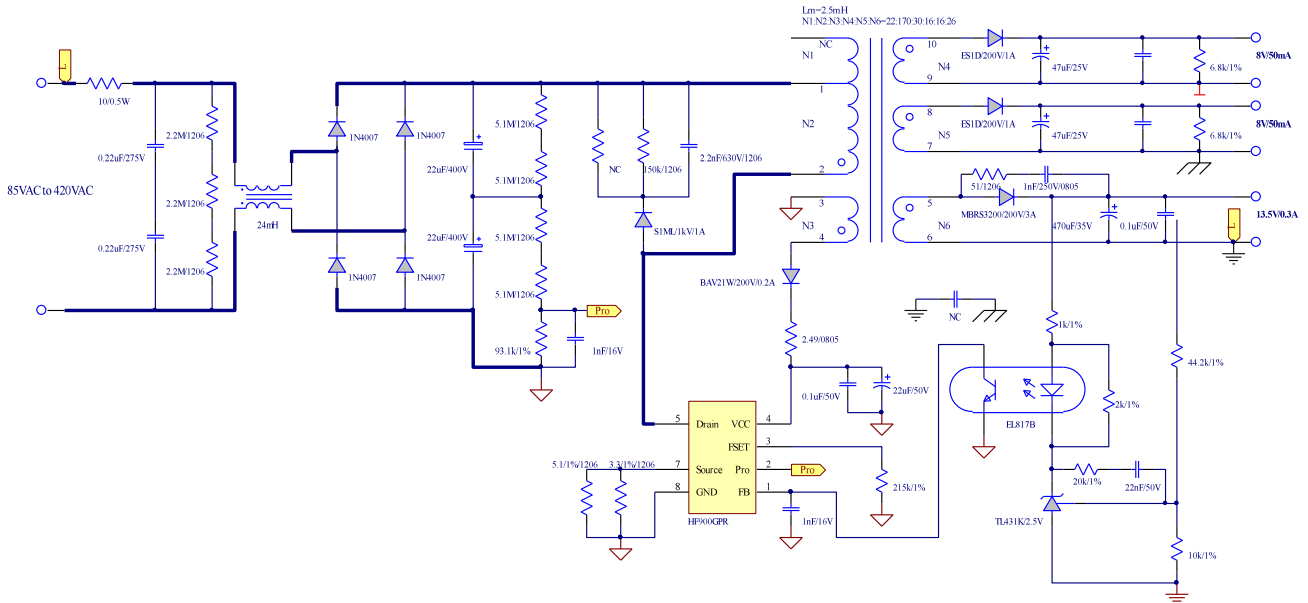 Lm=2.5mH
N1:N2:N3:N4:N5:N6=22:170:30:16:16:26
L
10/0.5W
0.22uF/275V
0.22uF/275V
2.2M/1206
2.2M/1206
2.2M/1206
85VAC to 420VAC
24mH
1N4007
1N4007
1N4007
1N4007
22uF/400V
22uF/400V
5.1M/1206
5.1M/1206
5.1M/1206
5.1M/1206
93.1k/1%
1nF/16V
Pro
NC
150k/1206
2.2nF/630V/1206
S1ML/1kV/1A
NC
N1
1
N2
2
3
N3
4
10
N4
9
8
N5
7
5
N6
6
ES1D/200V/1A
47uF/25V
6.8k/1%
8V/50mA
ES1D/200V/1A
47uF/25V
6.8k/1%
8V/50mA
51/1206
1nF/250V/0805
MBRS3200/200V/3A
470uF/35V
0.1uF/50V
13.5V/0.3A
L
BAV21W/200V/0.2A
2.49/0805
0.1uF/50V
22uF/50V
NC
1k/1%
44.2k/1%
2k/1%
EL817B
20k/1%
22nF/50V
TL431K/2.5V
10k/1%
5 Drain VCC 4
FSET 3
7 Source Pro 2
Pro
8 GND FB 1
HF900GPR
5.1/1%/1206
3.3/1%/1206
215k/1%
1nF/16V